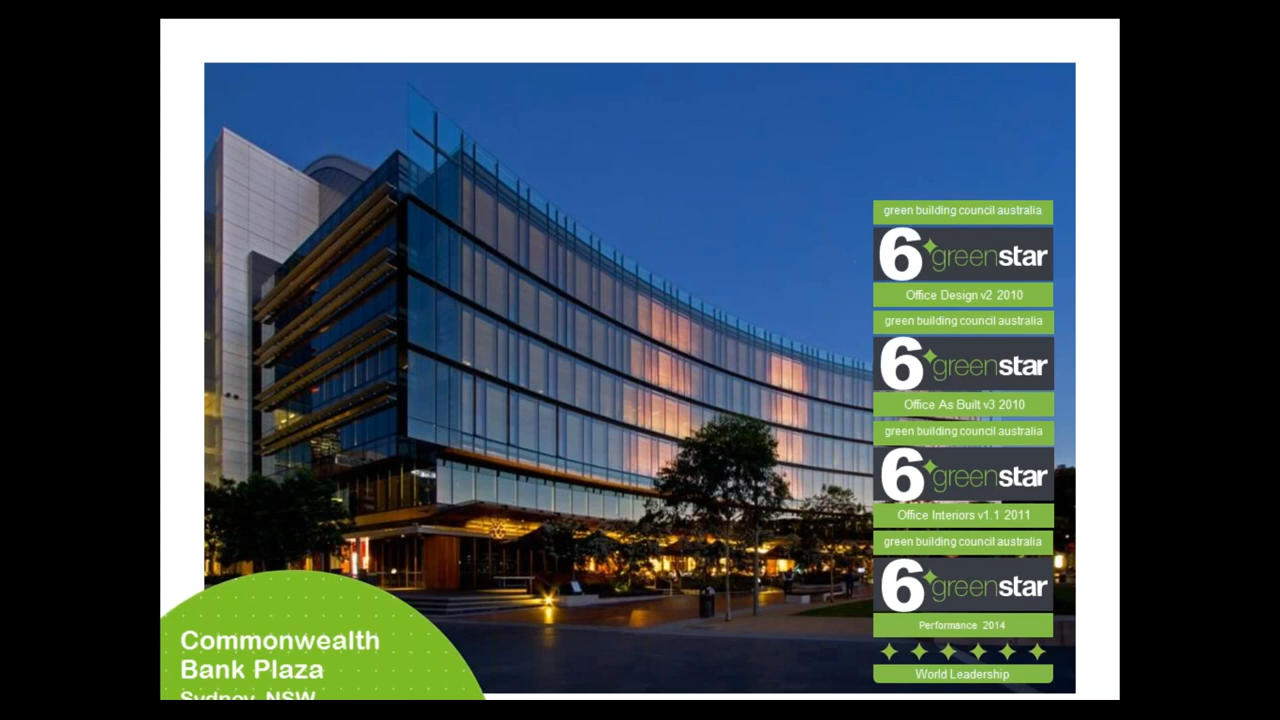 green building council australia
6 greenstar
Office Design v2 2010
green building council australia
6 greenstar
Office As Built v3 2010
green building council australia
6 greenstar
Office Interiors v1.1 2011
green building council australia
6 greenstar
Performance 2014
World Leadership
Commonwealth
Bank Plaza
Sydney, NSW